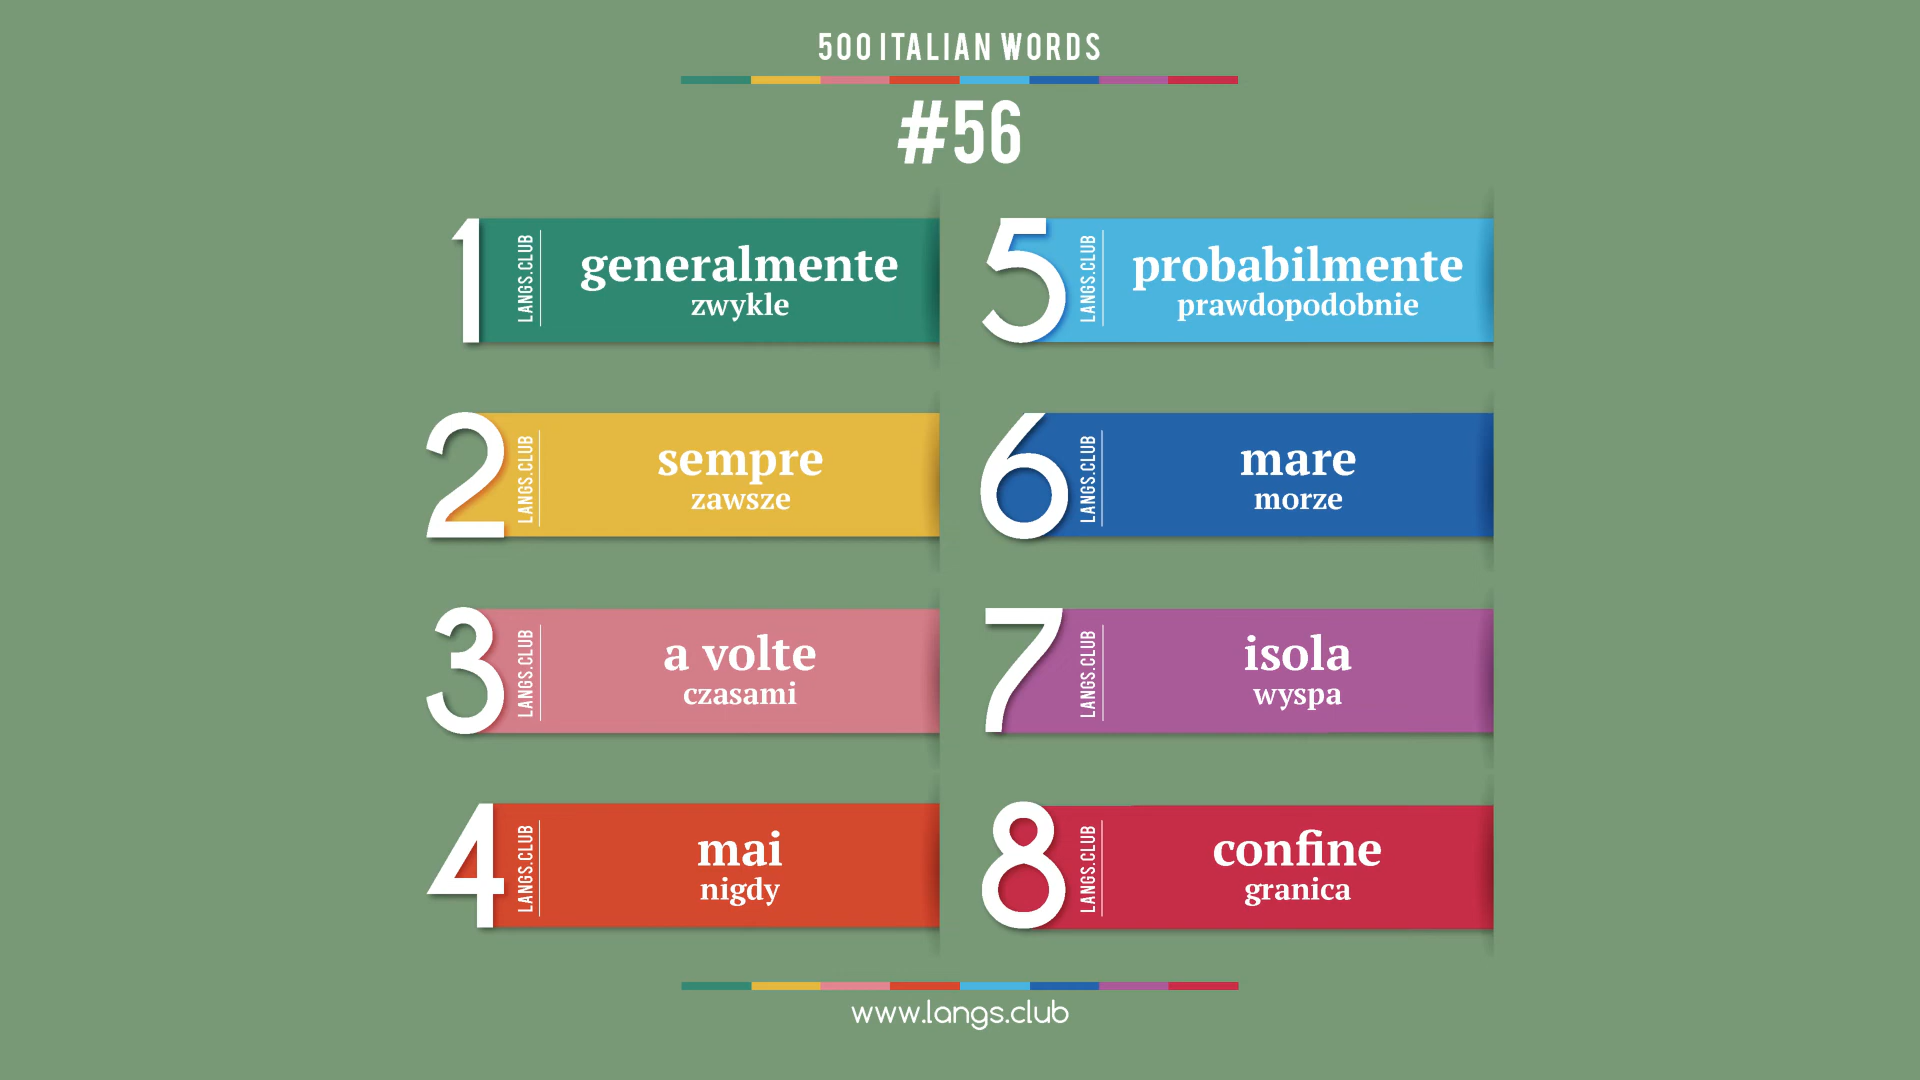 500 ITALIAN WORDS
#56
1
LANGS.CLUB
generalmente
zwykle
2
LANGS.CLUB
sempre
zawsze
3
LANGS.CLUB
a volte
czasami
4
LANGS.CLUB
mai
nigdy
5
LANGS.CLUB
probabilmente
prawdopodobnie
6
LANGS.CLUB
mare
morze
7
LANGS.CLUB
isola
wyspa
8
LANGS.CLUB
confine
granica
www.langs.club